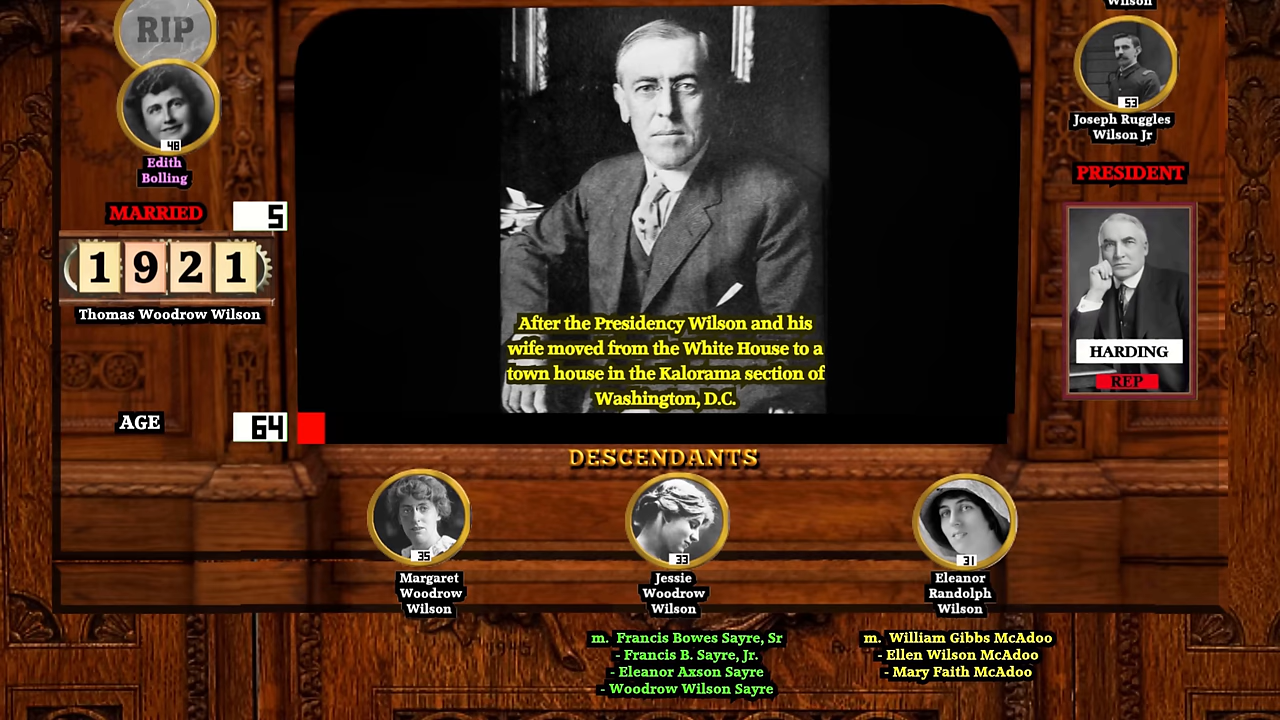 RIP
48
Edith
Bolling
MARRIED
5
1921
Thomas Woodrow Wilson
AGE
64
After the Presidency Wilson and his
wife moved from the White House to a
town house in the Kalorama section of
Washington, D.C.
Wilson
53
Joseph Ruggles
Wilson Jr
PRESIDENT
HARDING
REP
DESCENDANTS
35
Margaret
Woodrow
Wilson
33
Jessie
Woodrow
Wilson
m. Francis Bowes Sayre, Sr
- Francis B. Sayre, Jr.
- Eleanor Axson Sayre
- Woodrow Wilson Sayre
31
Eleanor
Randolph
Wilson
m. William Gibbs McAdoo
- Ellen Wilson McAdoo
- Mary Faith McAdoo